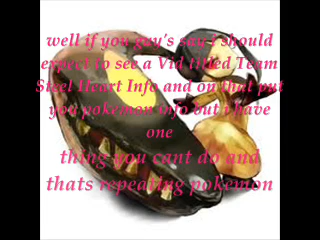 well if you guy's say i should
expect to see a Vid titled Team
Steel Heart Info and on that put
you pokemon info but i have
one
thing you cant do and
thats repeating pokemon